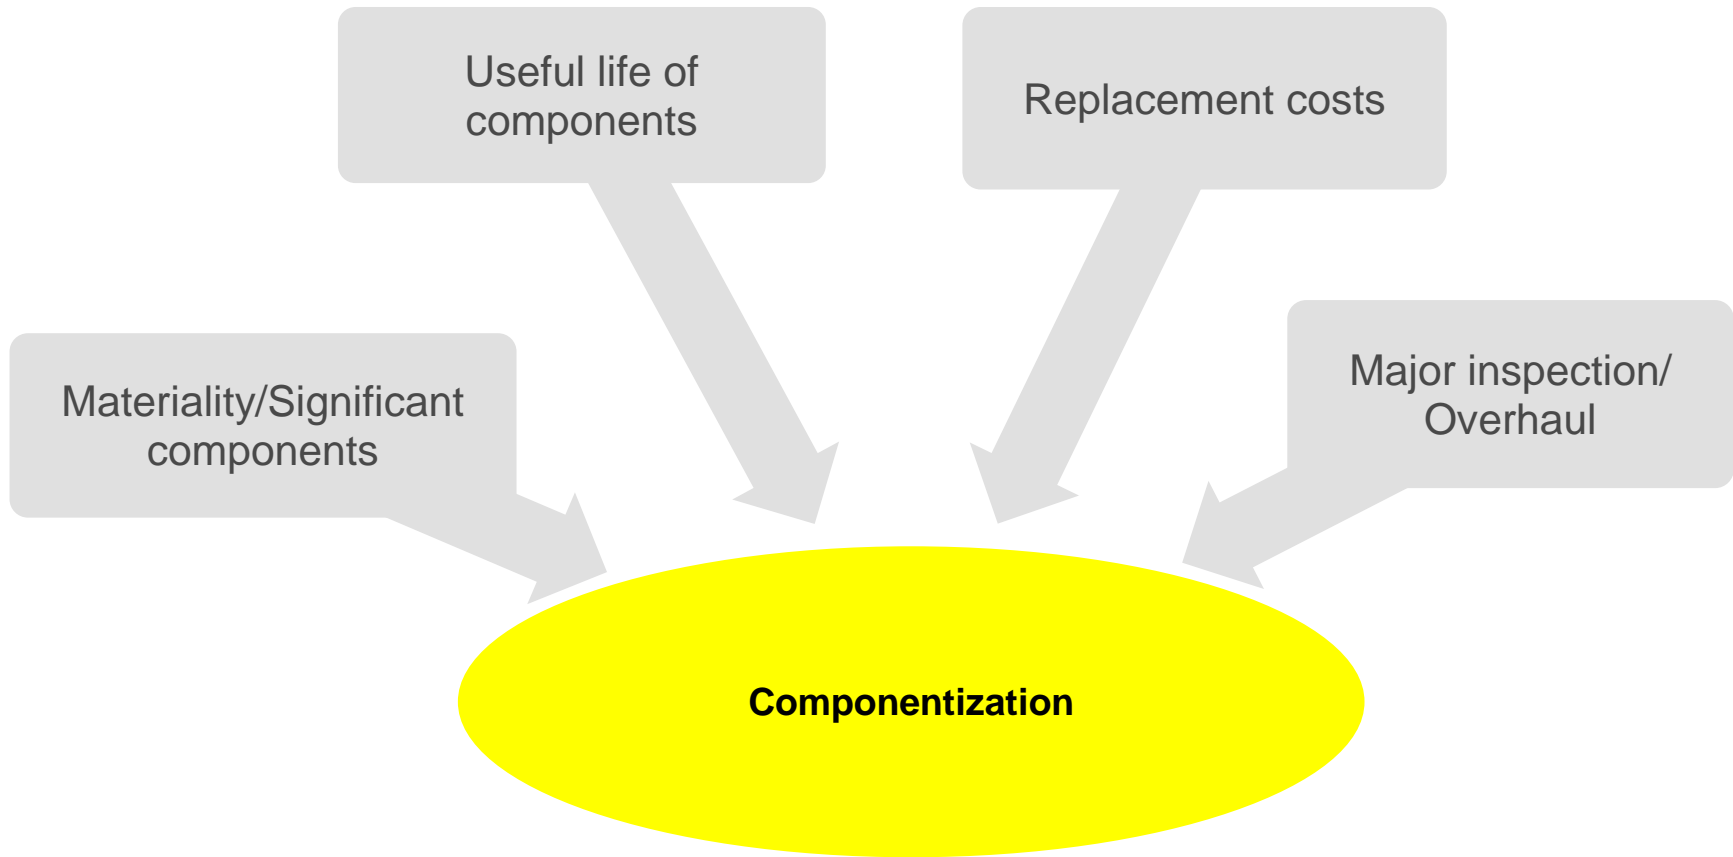 Useful life of
components
Replacement costs
Materiality/Significant
components
Major inspection/
Overhaul
Componentization